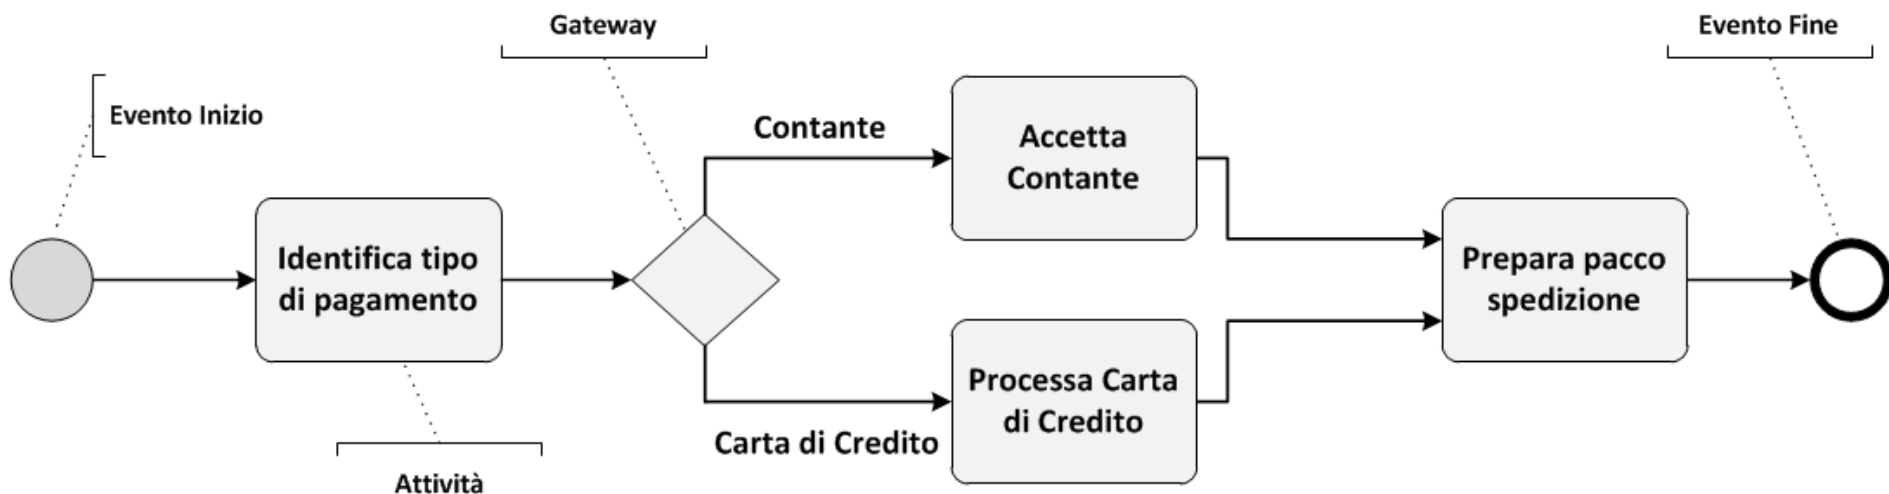 Gateway
Evento Fine
Evento Inizio
Contante
Accetta
Contante
Identifica tipo
di pagamento
Prepara pacco
spedizione
Processa Carta
di Credito
Carta di Credito
Attività